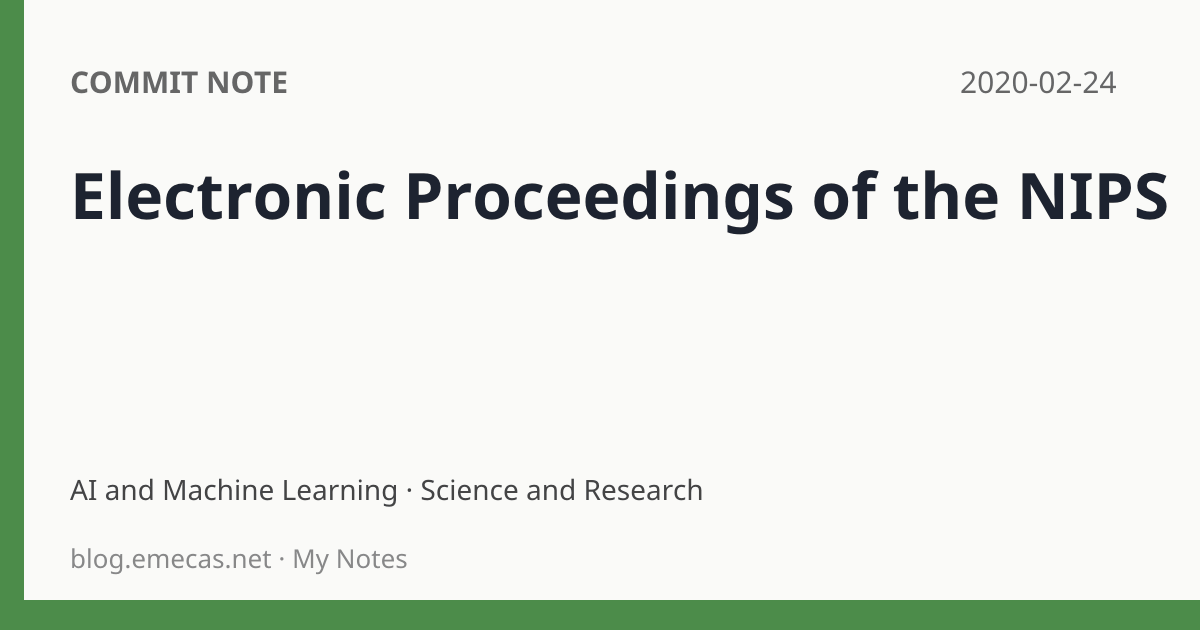 COMMIT NOTE
2020-02-24
Electronic Proceedings of the NIPS
AI and Machine Learning · Science and Research
blog.emecas.net · My Notes